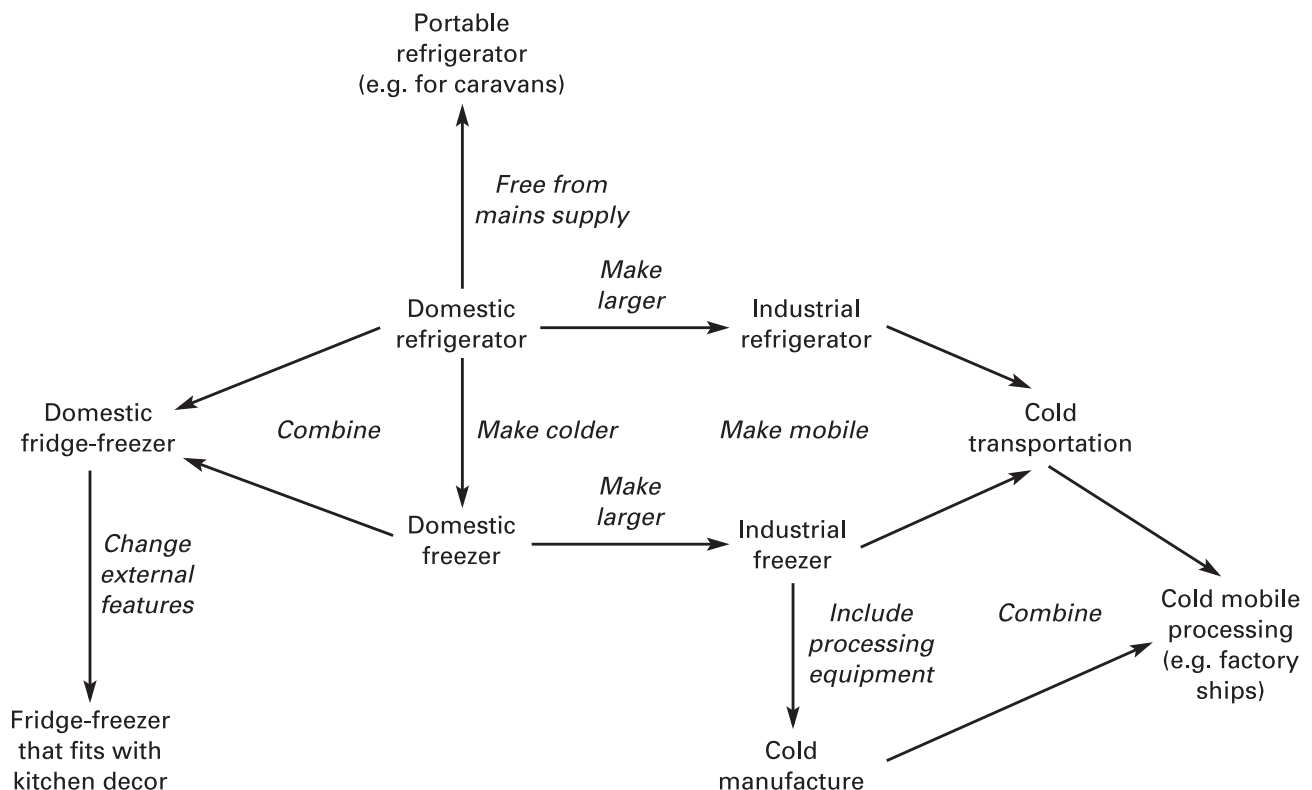 Portable
refrigerator
(e.g. for caravans)
Free from
mains supply
Make
larger
Domestic
refrigerator
Industrial
refrigerator
Domestic
fridge-freezer
Combine
Make colder
Make mobile
Cold
transportation
Make
larger
Domestic
freezer
Industrial
freezer
Change
external
features
Include
processing
equipment
Combine
Cold mobile
processing
(e.g. factory
ships)
Fridge-freezer
that fits with
kitchen decor
Cold
manufacture